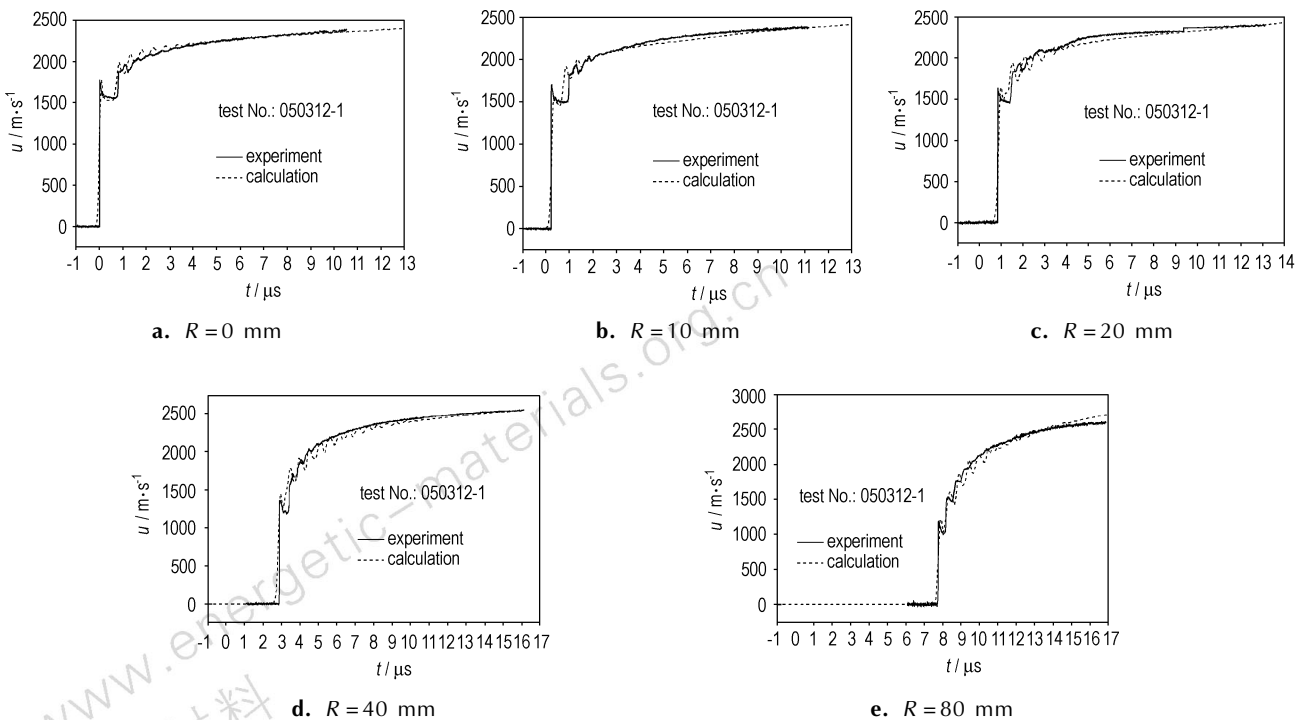 2500
2000
1500
1000
500
0
u / m·s-1
test No.: 050312-1
experiment
calculation
-1 0 1 2 3 4 5 6 7 8 9 10 11 12 13
t / μs
a. R=0 mm
2500
2000
1500
1000
500
0
u / m·s-1
test No.: 050312-1
experiment
calculation
-1 0 1 2 3 4 5 6 7 8 9 10 11 12 13
t / μs
b. R=10 mm
2500
2000
1500
1000
500
0
u / m·s-1
test No.: 050312-1
experiment
calculation
-1 0 1 2 3 4 5 6 7 8 9 10 11 12 13 14
t / μs
c. R=20 mm
2500
2000
1500
1000
500
0
u / m·s-1
test No.: 050312-1
experiment
calculation
-1 0 1 2 3 4 5 6 7 8 9 10 11 12 13 14 15 16 17
t / μs
d. R=40 mm
3000
2500
2000
1500
1000
500
0
u / m·s-1
test No.: 050312-1
experiment
calculation
-1 0 1 2 3 4 5 6 7 8 9 10 11 12 13 14 15 16 17
t / μs
e. R=80 mm
www.energetic-materials.org.cn
材料